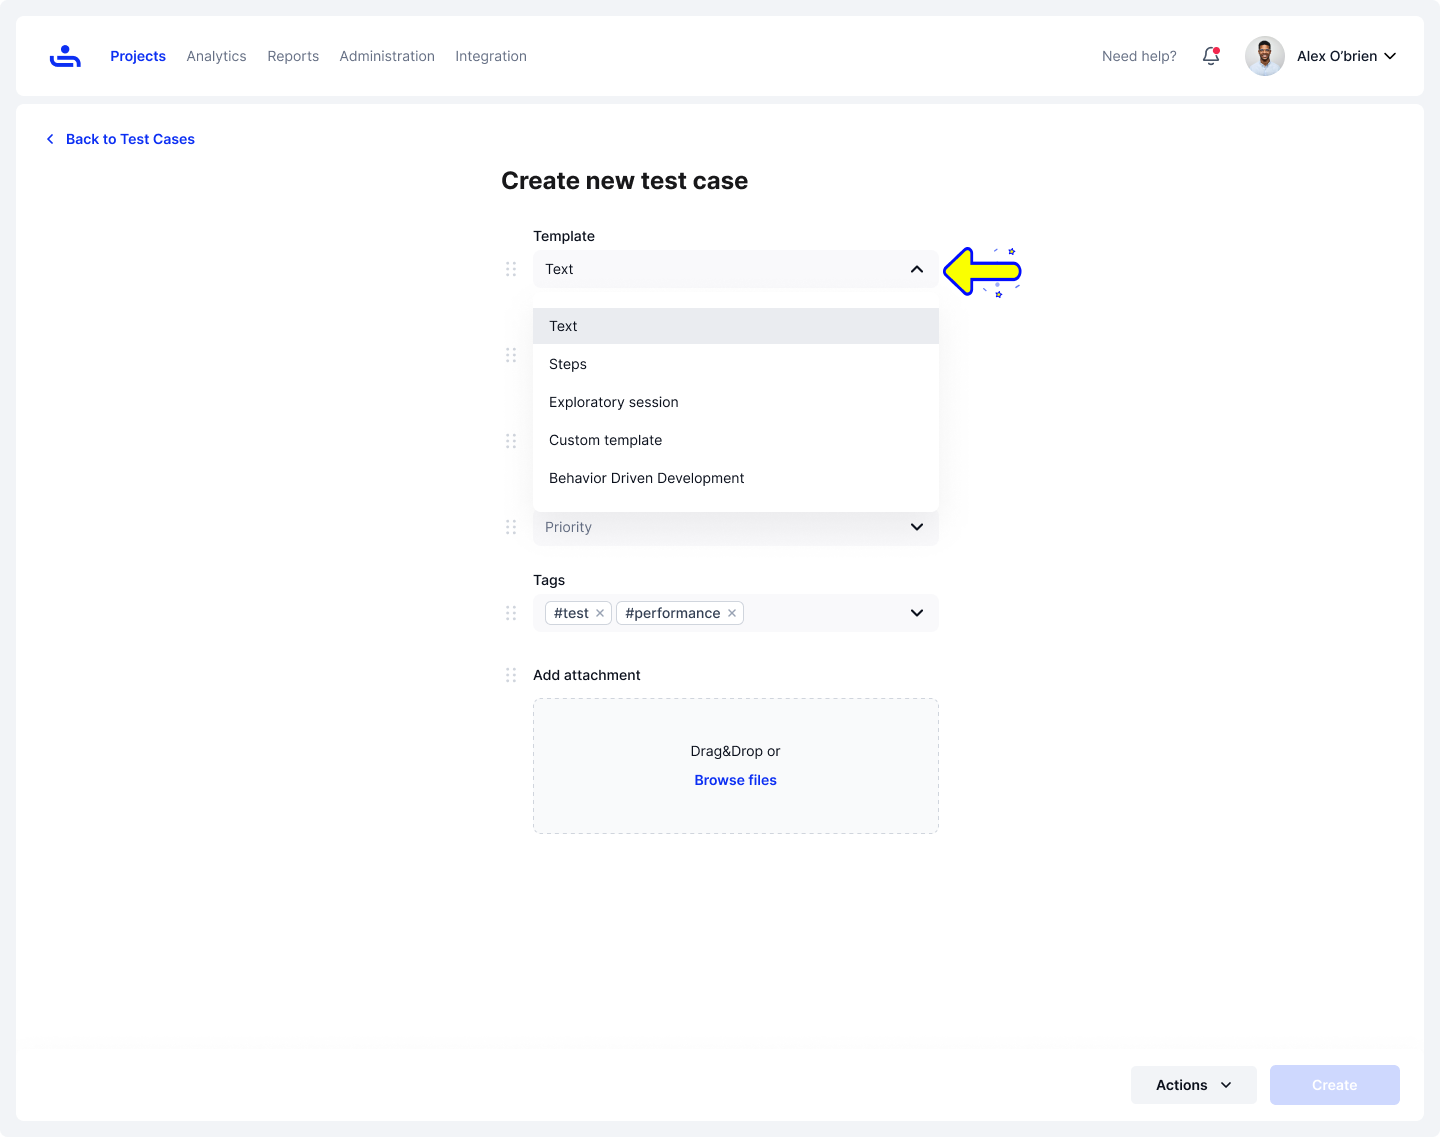 Projects
Analytics
Reports
Administration
Integration
Need help?
Alex O’brien
Back to Test Cases
Create new test case
Template
Text
Text
Steps
Exploratory session
Custom template
Behavior Driven Development
Priority
Tags
#test
#performance
Add attachment
Drag&Drop or
Browse files
Actions
Create